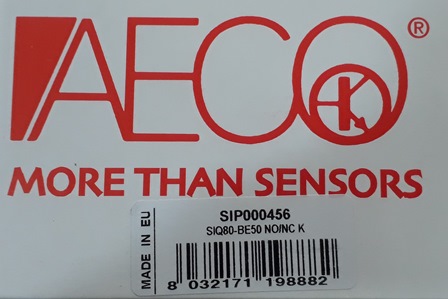 AECO®
MORE THAN SENSORS
SIP000456
SIQ80-BE50 NO/NC K
MADE IN EU
8 032171 198882